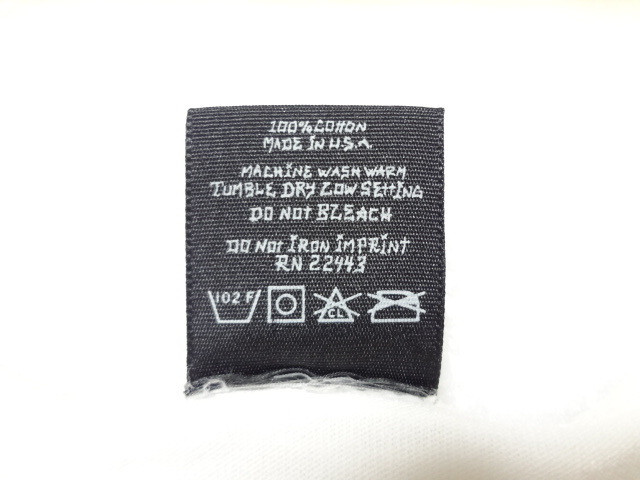 100% COTTON
MADE IN U.S.A
MACHINE WASH WARM
TUMBLE DRY LOW SETTING
DO NOT BLEACH
DO NOT IRON IMPRINT
RN 22443
102 F
CL